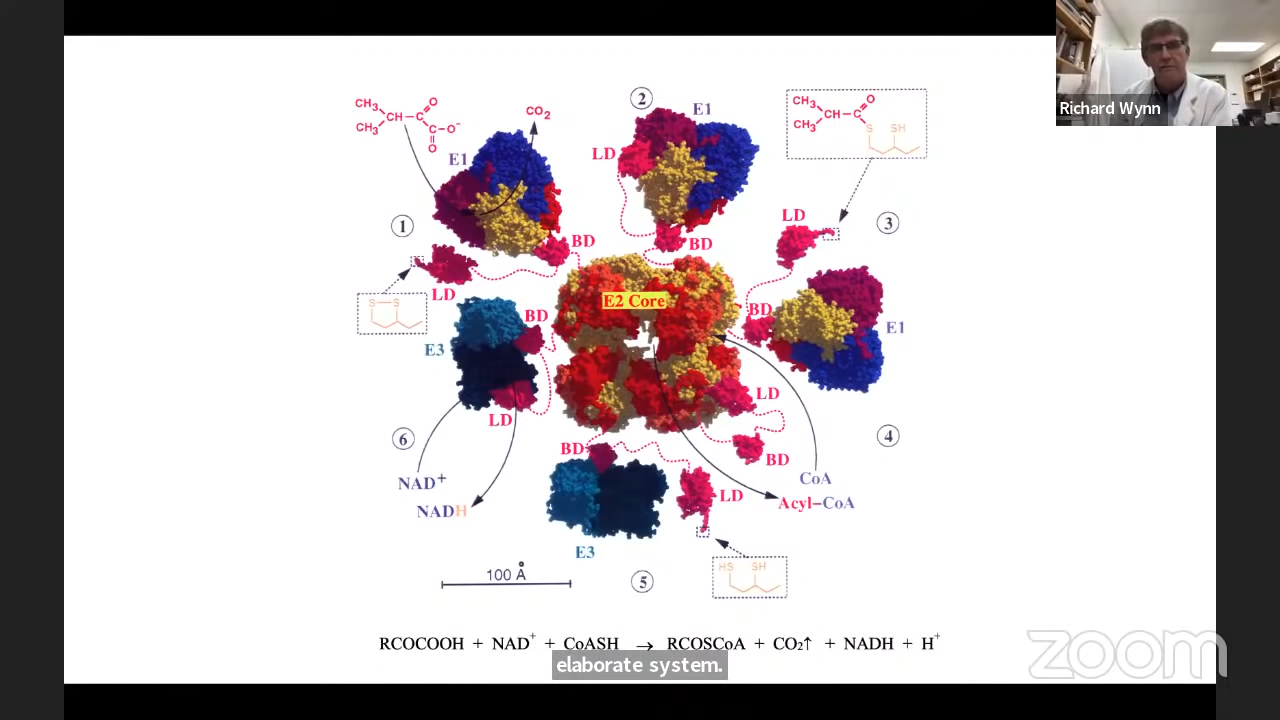 Richard Wynn
CH3
CH3
CH
C
O
C
O
O−
CO2
E1
1
BD
LD
S S
2
E1
LD
BD
CH3
CH3
CH
C
O
S
SH
3
LD
BD
E1
E2 Core
BD
E3
LD
LD
BD
4
CoA
Acyl–CoA
6
NAD+
NADH
BD
LD
E3
5
HS SH
100 Å
RCOCOOH + NAD+ + CoASH → RCOSCoA + CO2↑ + NADH + H+
elaborate system.
zoom